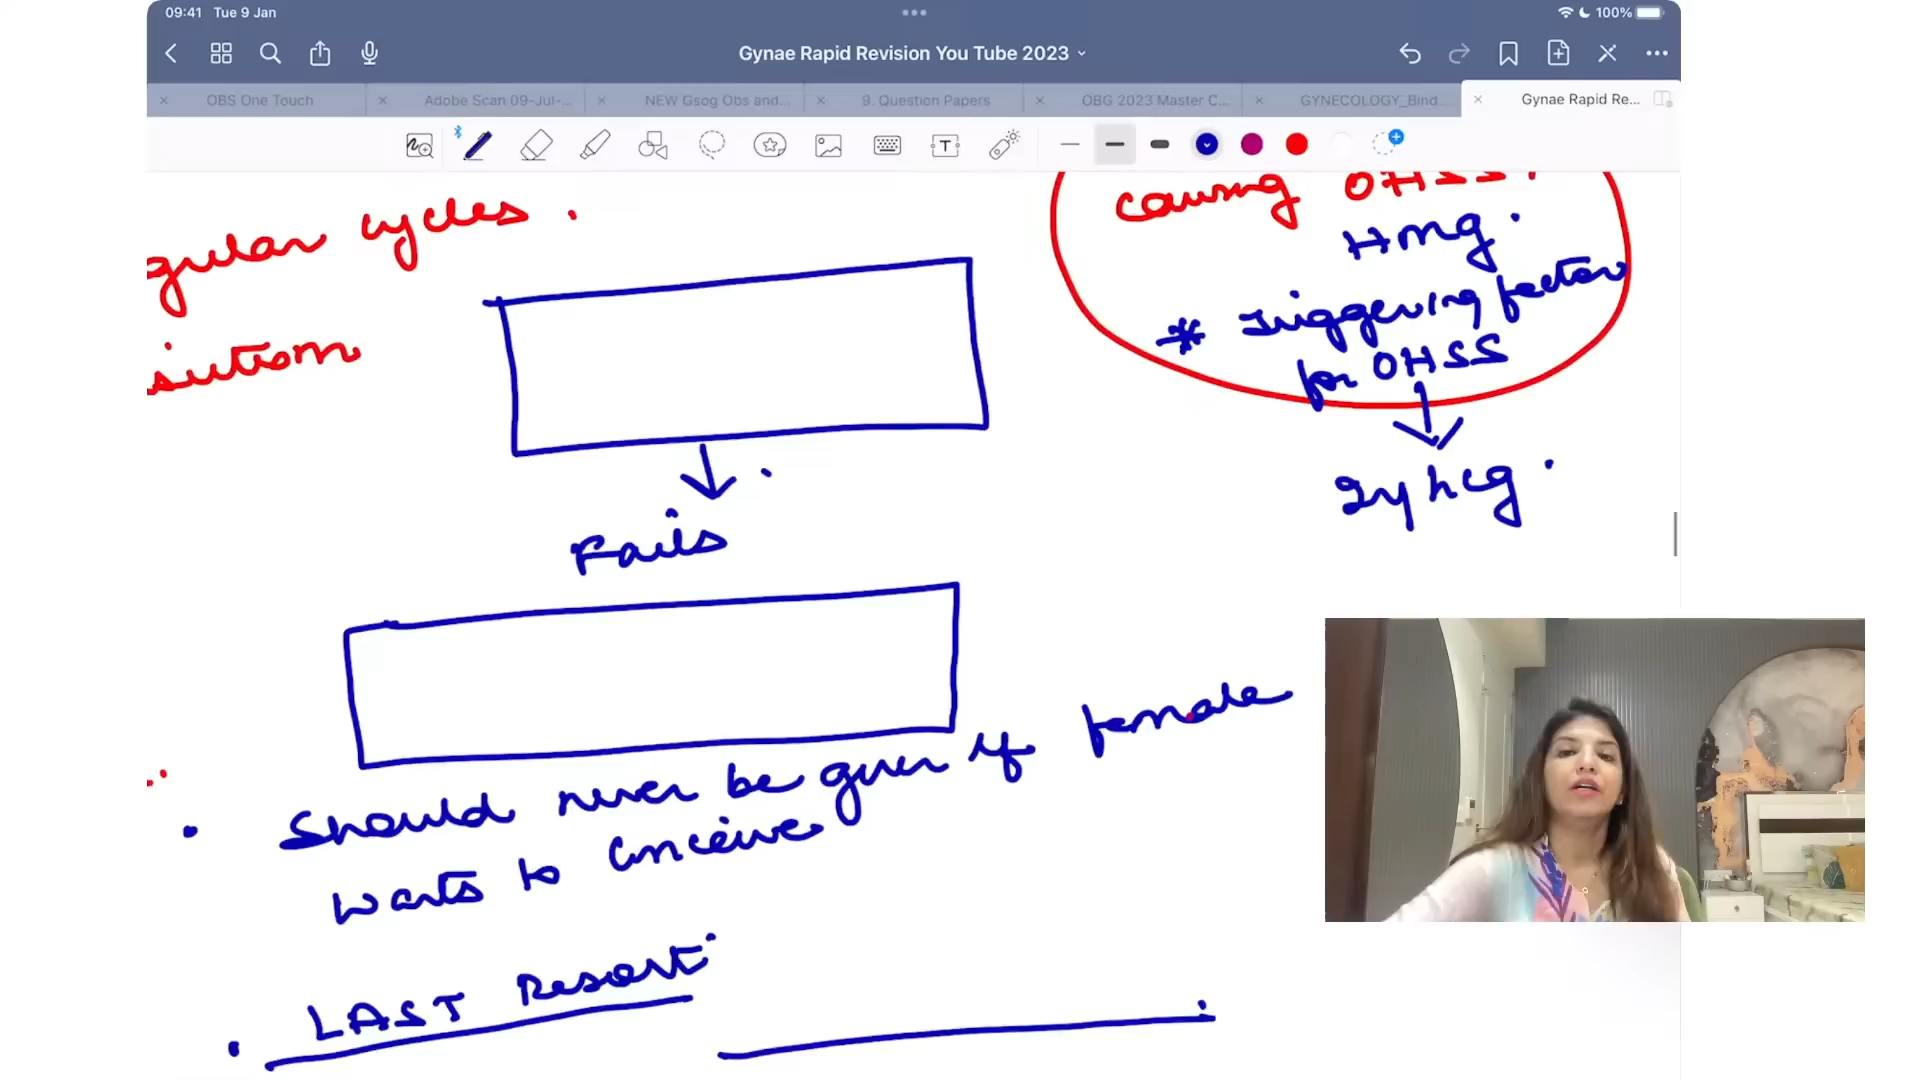 09:41 Tue 9 Jan
100%
Gynae Rapid Revision You Tube 2023
OBS One Touch
Adobe Scan 09-Jul-...
NEW Gsog Obs and...
9. Question Papers
OBG 2023 Master C...
GYNECOLOGY_Bind...
Gynae Rapid Re...
T
gular cycles.
causing OHSS.
HMg.
* Triggering factor
for OHSS
hcg.
Fails
. Should never be given if female
wants to conceive
. LAST Resort